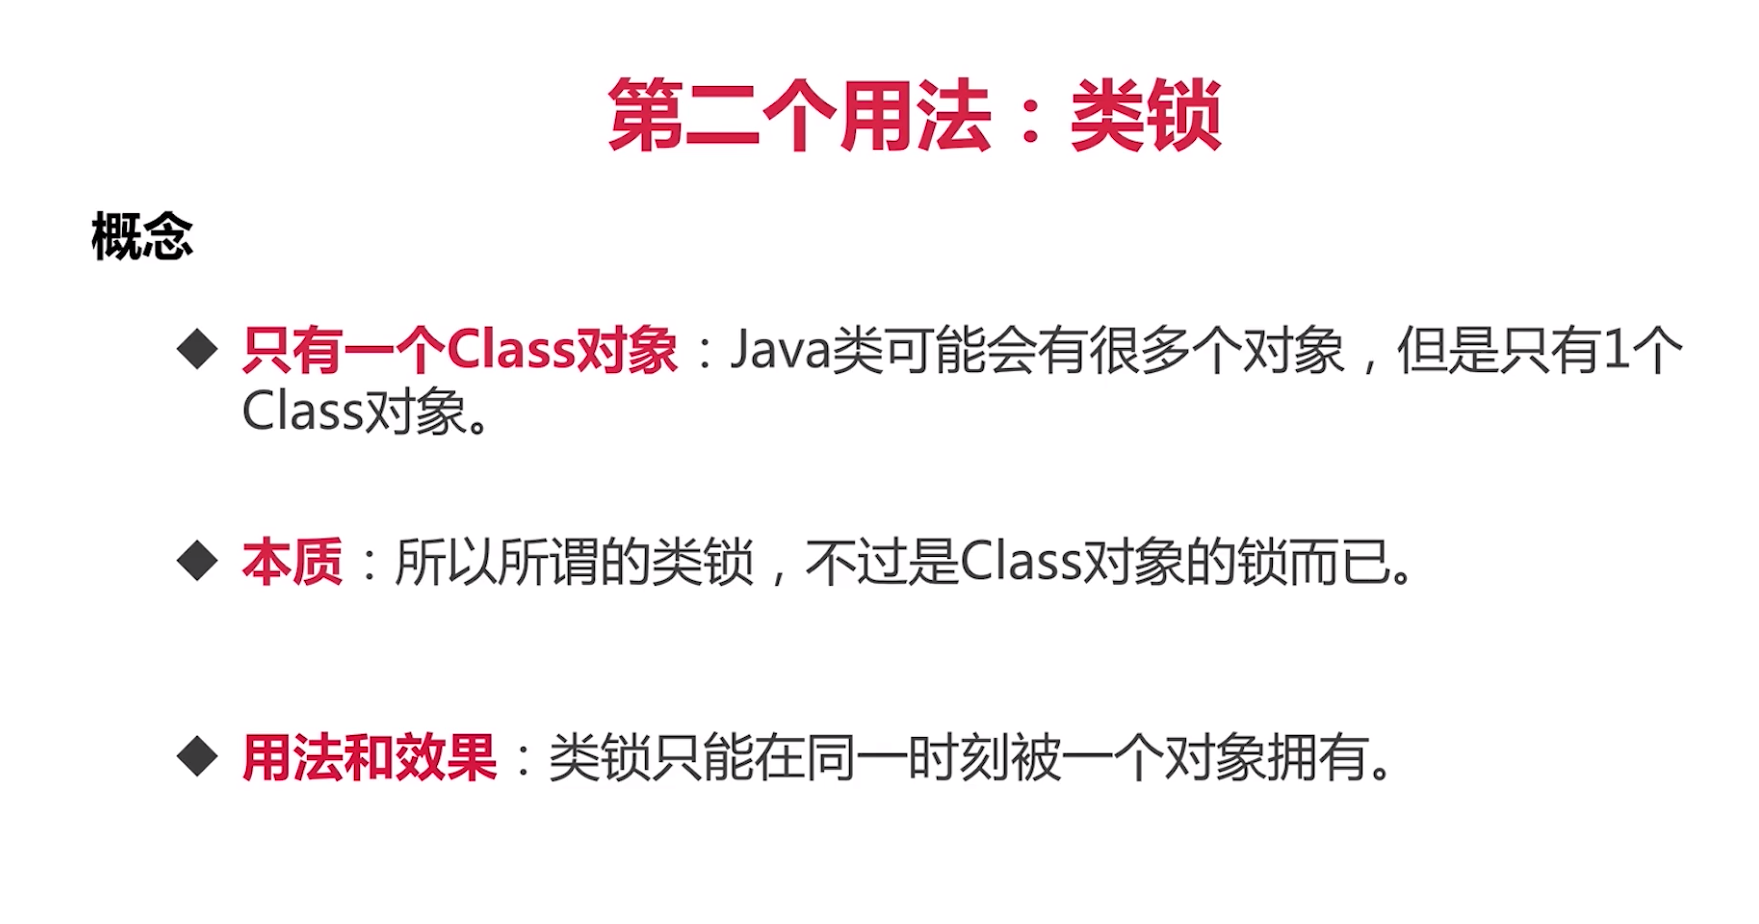 第二个用法：类锁
概念
◆ 只有一个Class对象：Java类可能会有很多个对象，但是只有1个
Class对象。
◆ 本质：所以所谓的类锁，不过是Class对象的锁而已。
◆ 用法和效果：类锁只能在同一时刻被一个对象拥有。